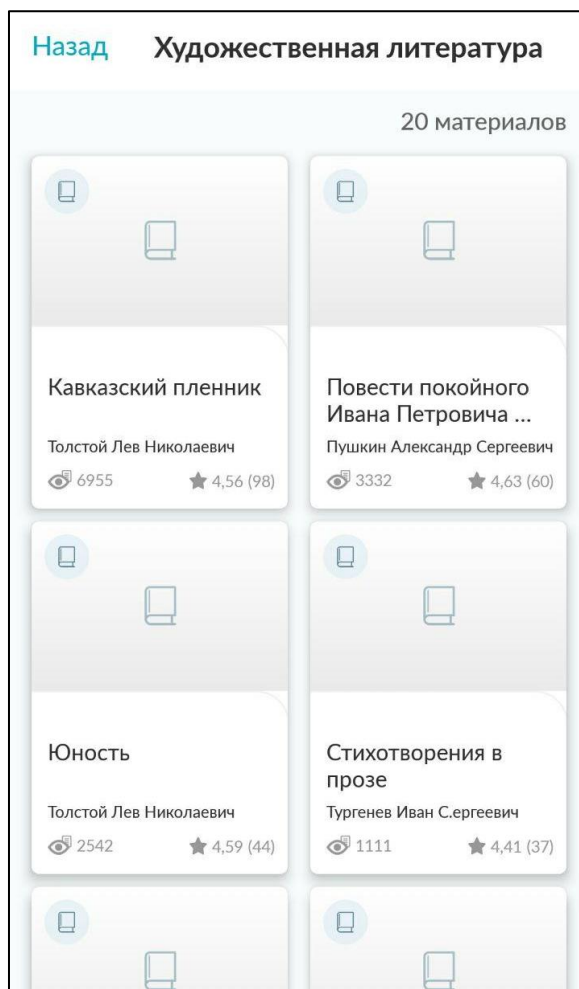 Назад Художественная литература
20 материалов
Кавказский пленник
Толстой Лев Николаевич
6955 4,56 (98)
Повести покойного
Ивана Петровича ...
Пушкин Александр Сергеевич
3332 4,63 (60)
Юность
Толстой Лев Николаевич
2542 4,59 (44)
Стихотворения в
прозе
Тургенев Иван С.ергеевич
1111 4,41 (37)